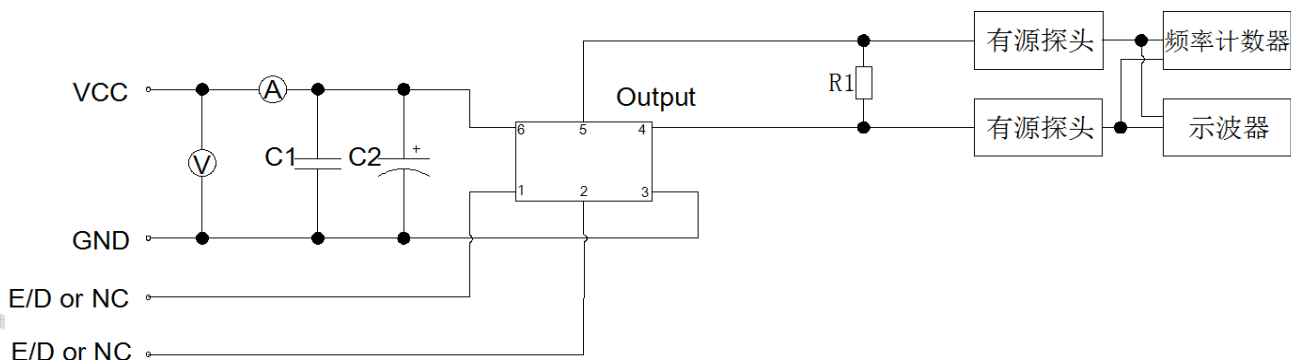 有源探头
频率计数器
VCC
A
Output
R1
6
5
4
有源探头
示波器
V
C1
C2
+
1
2
3
GND
E/D or NC
E/D or NC